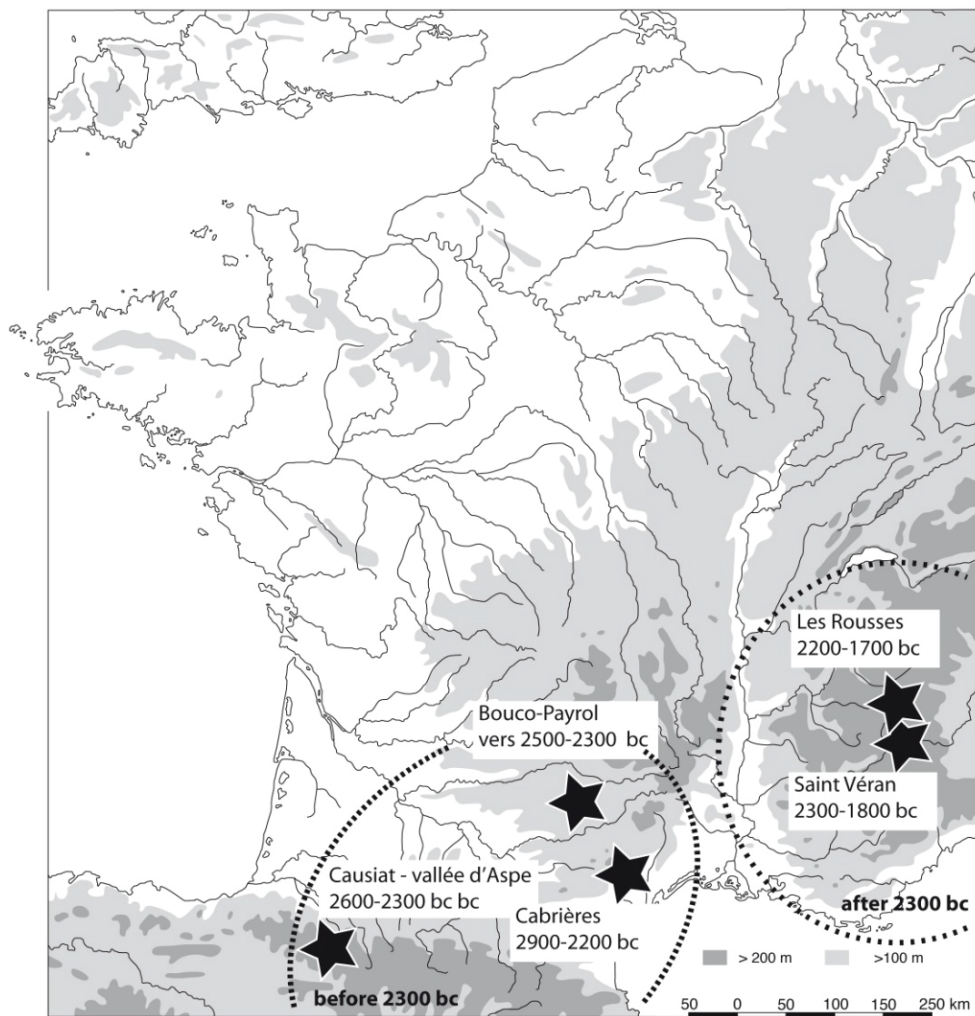 Les Rousses
2200-1700 bc
Bouco-Payrol
vers 2500-2300 bc
Saint Véran
2300-1800 bc
Causiat - vallée d'Aspe
2600-2300 bc bc
Cabrières
2900-2200 bc
after 2300 bc
before 2300 bc
> 200 m >100 m
50 0 50 100 150 200 250 km